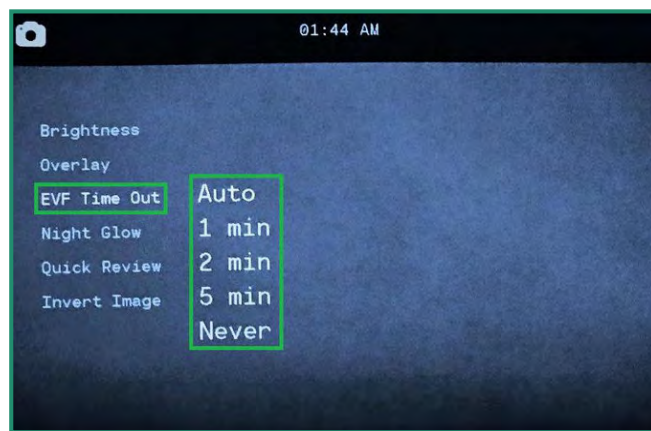 01:44 AM
Brightness
Overlay
EVF Time Out
Night Glow
Quick Review
Invert Image
Auto
1 min
2 min
5 min
Never